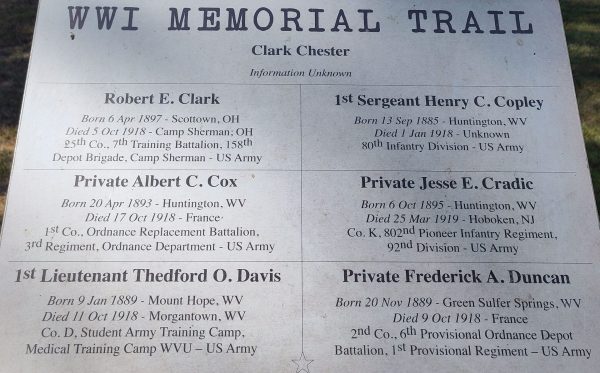 WWI MEMORIAL TRAIL
Clark Chester
Information Unknown
Robert E. Clark
Born 6 Apr 1897 - Scottown, OH
Died 5 Oct 1918 - Camp Sherman, OH
25th Co., 7th Training Battalion, 158th
Depot Brigade, Camp Sherman - US Army
1st Sergeant Henry C. Copley
Born 13 Sep 1885 - Huntington, WV
Died 1 Jan 1918 - Unknown
80th Infantry Division - US Army
Private Albert C. Cox
Born 20 Apr 1893 - Huntington, WV
Died 17 Oct 1918 - France
1st Co., Ordnance Replacement Battalion,
3rd Regiment, Ordnance Department - US Army
Private Jesse E. Cradic
Born 6 Oct 1895 - Huntington, WV
Died 25 Mar 1919 - Hoboken, NJ
Co. K, 802nd Pioneer Infantry Regiment,
92nd Division - US Army
1st Lieutenant Thedford O. Davis
Born 9 Jan 1889 - Mount Hope, WV
Died 11 Oct 1918 - Morgantown, WV
Co. D, Student Army Training Camp,
Medical Training Camp WVU – US Army
Private Frederick A. Duncan
Born 20 Nov 1889 - Green Sulfer Springs, WV
Died 9 Oct 1918 - France
2nd Co., 6th Provisional Ordnance Depot
Battalion, 1st Provisional Regiment – US Army